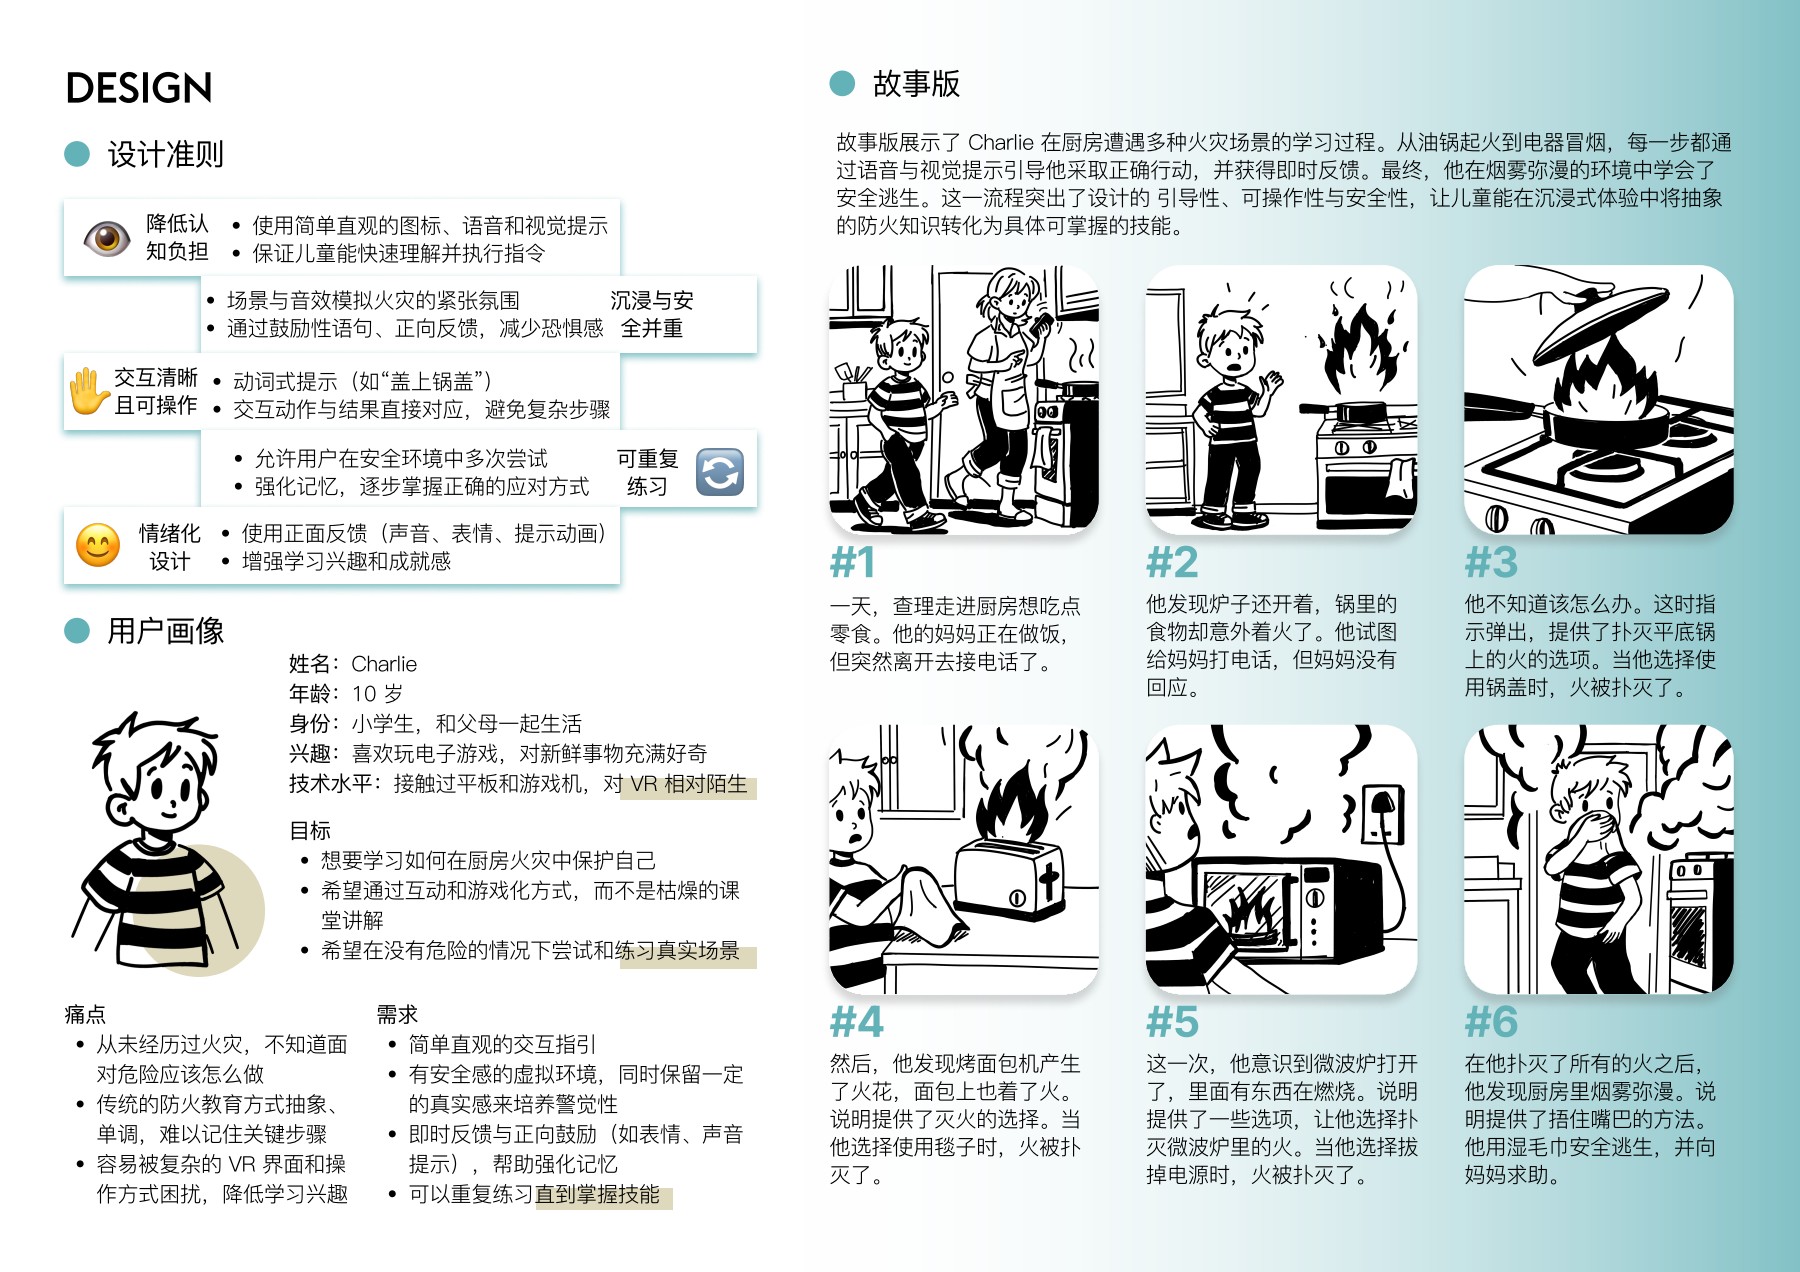 DESIGN
设计准则
降低认
知负担
使用简单直观的图标、语音和视觉提示
保证儿童能快速理解并执行指令
场景与音效模拟火灾的紧张氛围
通过鼓励性语句、正向反馈，减少恐惧感
沉浸与安
全并重
交互清晰
且可操作
动词式提示（如“盖上锅盖”）
交互动作与结果直接对应，避免复杂步骤
允许用户在安全环境中多次尝试
强化记忆，逐步掌握正确的应对方式
可重复
练习
情绪化
设计
使用正面反馈（声音、表情、提示动画）
增强学习兴趣和成就感
用户画像
姓名：Charlie
年龄：10 岁
身份：小学生，和父母一起生活
兴趣：喜欢玩电子游戏，对新鲜事物充满好奇
技术水平：接触过平板和游戏机，对 VR 相对陌生
目标
想要学习如何在厨房火灾中保护自己
希望通过互动和游戏化方式，而不是枯燥的课
堂讲解
希望在没有危险的情况下尝试和练习真实场景
痛点
从未经历过火灾，不知道面
对危险应该怎么做
传统的防火教育方式抽象、
单调，难以记住关键步骤
容易被复杂的 VR 界面和操
作方式困扰，降低学习兴趣
需求
简单直观的交互指引
有安全感的虚拟环境，同时保留一定
的真实感来培养警觉性
即时反馈与正向鼓励（如表情、声音
提示），帮助强化记忆
可以重复练习直到掌握技能
故事版
故事版展示了 Charlie 在厨房遭遇多种火灾场景的学习过程。从油锅起火到电器冒烟，每一步都通
过语音与视觉提示引导他采取正确行动，并获得即时反馈。最终，他在烟雾弥漫的环境中学会了
安全逃生。这一流程突出了设计的 引导性、可操作性与安全性，让儿童能在沉浸式体验中将抽象
的防火知识转化为具体可掌握的技能。
#1
一天，查理走进厨房想吃点
零食。他的妈妈正在做饭，
但突然离开去接电话了。
#2
他发现炉子还开着，锅里的
食物却意外着火了。他试图
给妈妈打电话，但妈妈没有
回应。
#3
他不知道该怎么办。这时指
示弹出，提供了扑灭平底锅
上的火的选项。当他选择使
用锅盖时，火被扑灭了。
#4
然后，他发现烤面包机产生
了火花，面包上也着了火。
说明提供了灭火的选择。当
他选择使用毯子时，火被扑
灭了。
#5
这一次，他意识到微波炉打开
了，里面有东西在燃烧。说明
提供了一些选项，让他选择扑
灭微波炉里的火。当他选择拔
掉电源时，火被扑灭了。
#6
在他扑灭了所有的火之后，
他发现厨房里烟雾弥漫。说
明提供了捂住嘴巴的方法。
他用湿毛巾安全逃生，并向
妈妈求助。